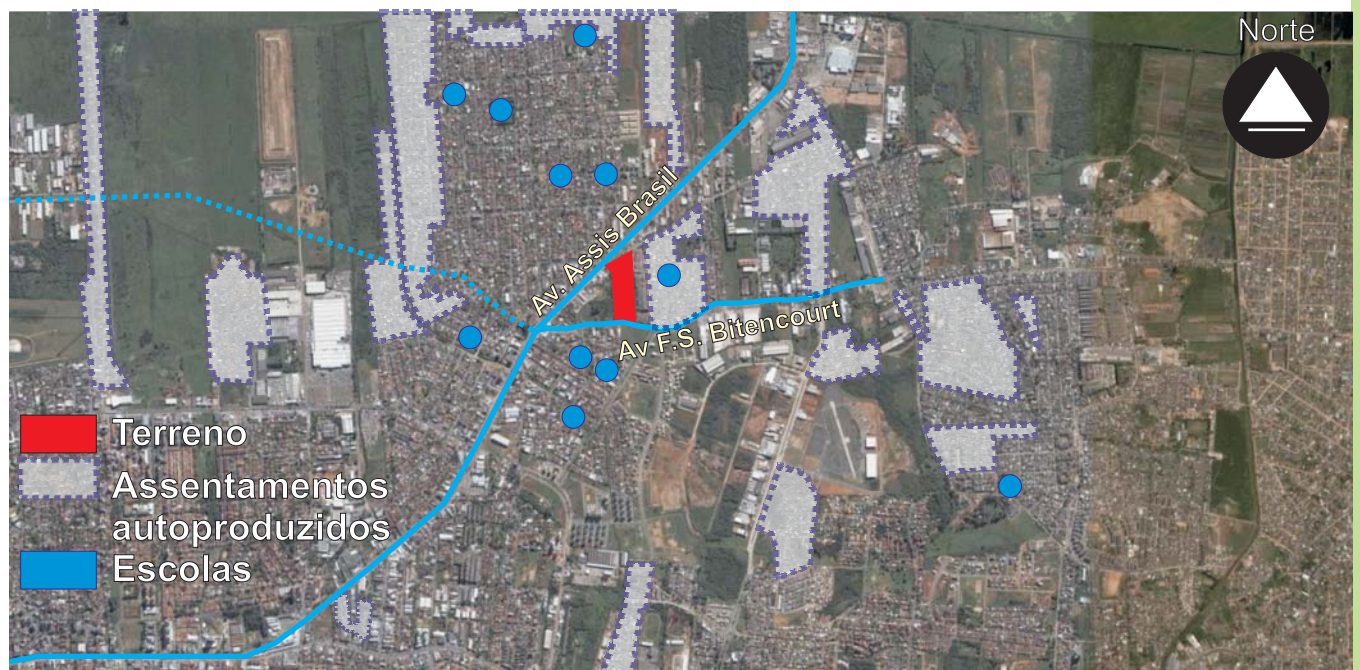 Norte
Av. Assis Brasil
Av F.S. Bitencourt
Terreno
Assentamentos
autoproduzidos
Escolas